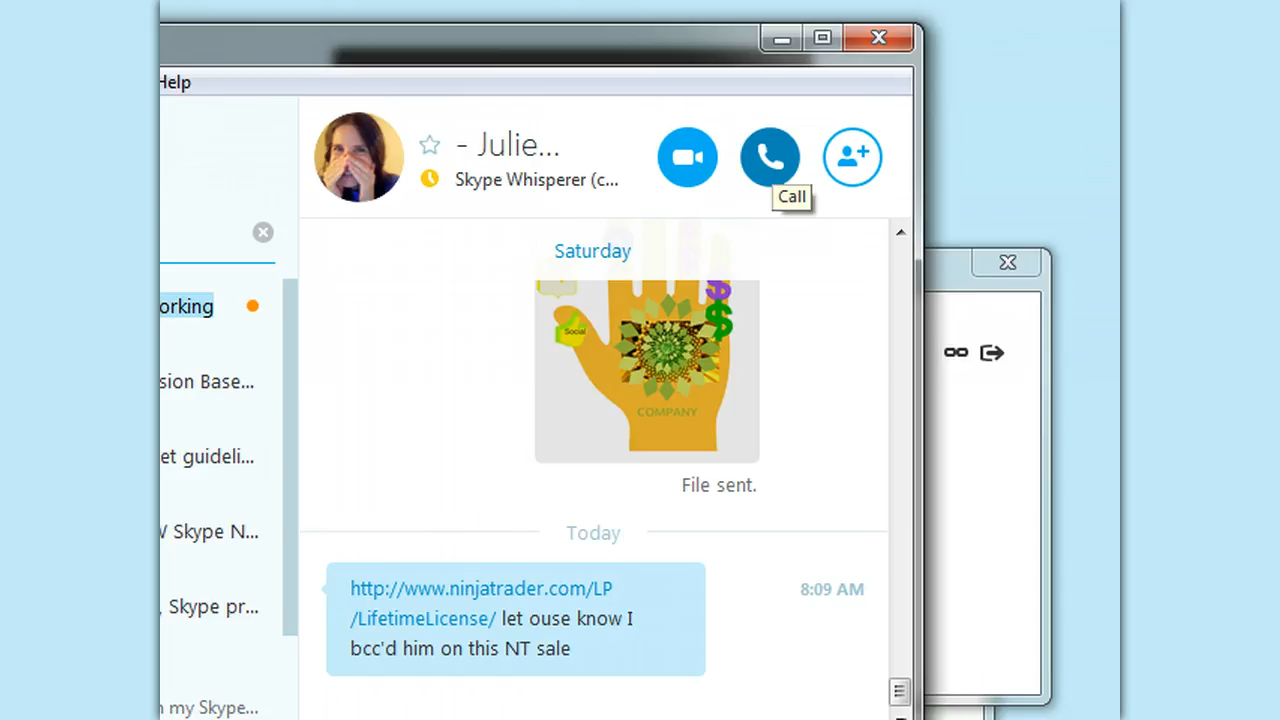 Help
- Julie...
Skype Whisperer (c...
Call
Saturday
orking
Social
$
$
sion Base...
COMPANY
et guideli...
File sent.
Skype N...
Today
http://www.ninjatrader.com/LP
8:09 AM
, Skype pr...
/LifetimeLicense/ let ouse know I
bcc'd him on this NT sale
my Skype...